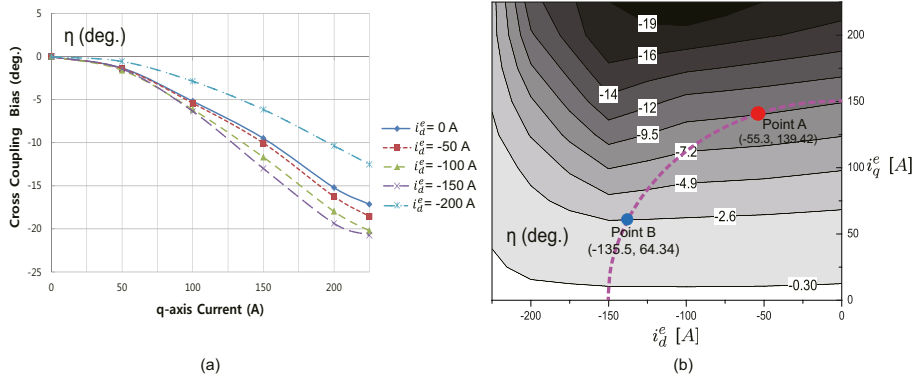 η (deg.)
Cross Coupling Bias (deg.)
5
0
-5
-10
-15
-20
-25
0
50
100
150
200
q-axis Current (A)
i_d^e = 0 A
i_d^e = -50 A
i_d^e = -100 A
i_d^e = -150 A
i_d^e = -200 A
(a)
-19
-16
-14
-12
-9.5
-7.2
-4.9
-2.6
-0.30
Point A
(-55.3, 139.42)
Point B
(-135.5, 64.34)
η (deg.)
200
150
100
50
0
i_q^e [A]
-200
-150
-100
-50
0
i_d^e [A]
(b)